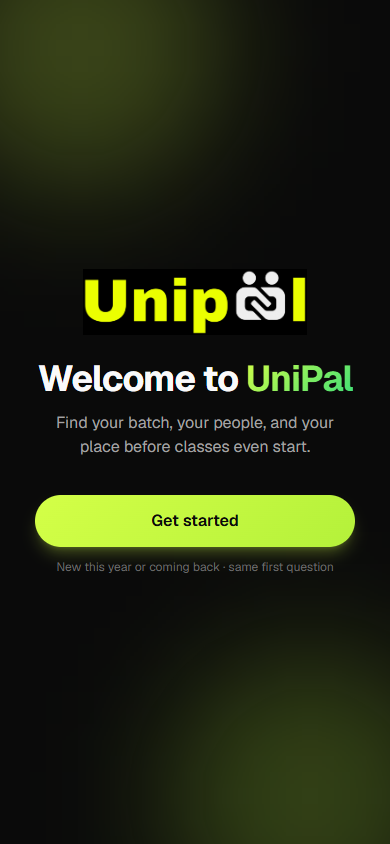 Unipal
Welcome to UniPal
Find your batch, your people, and your
place before classes even start.
Get started
New this year or coming back · same first question